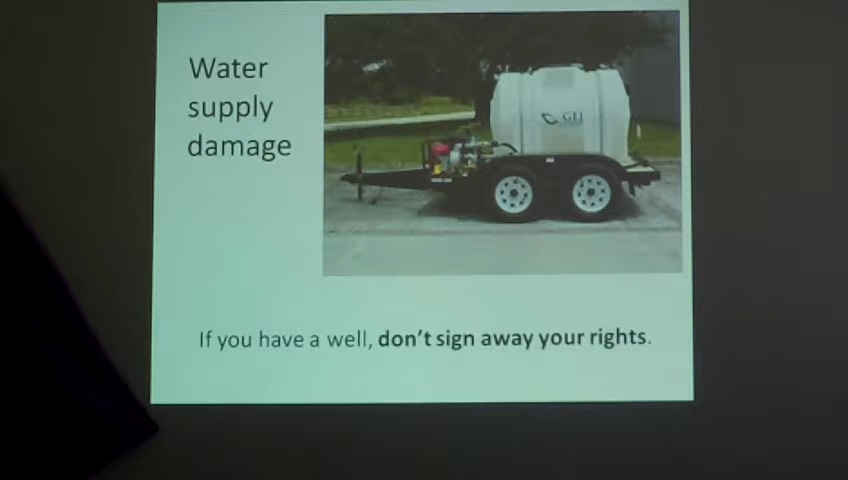 Water
supply
damage
If you have a well, don't sign away your rights.